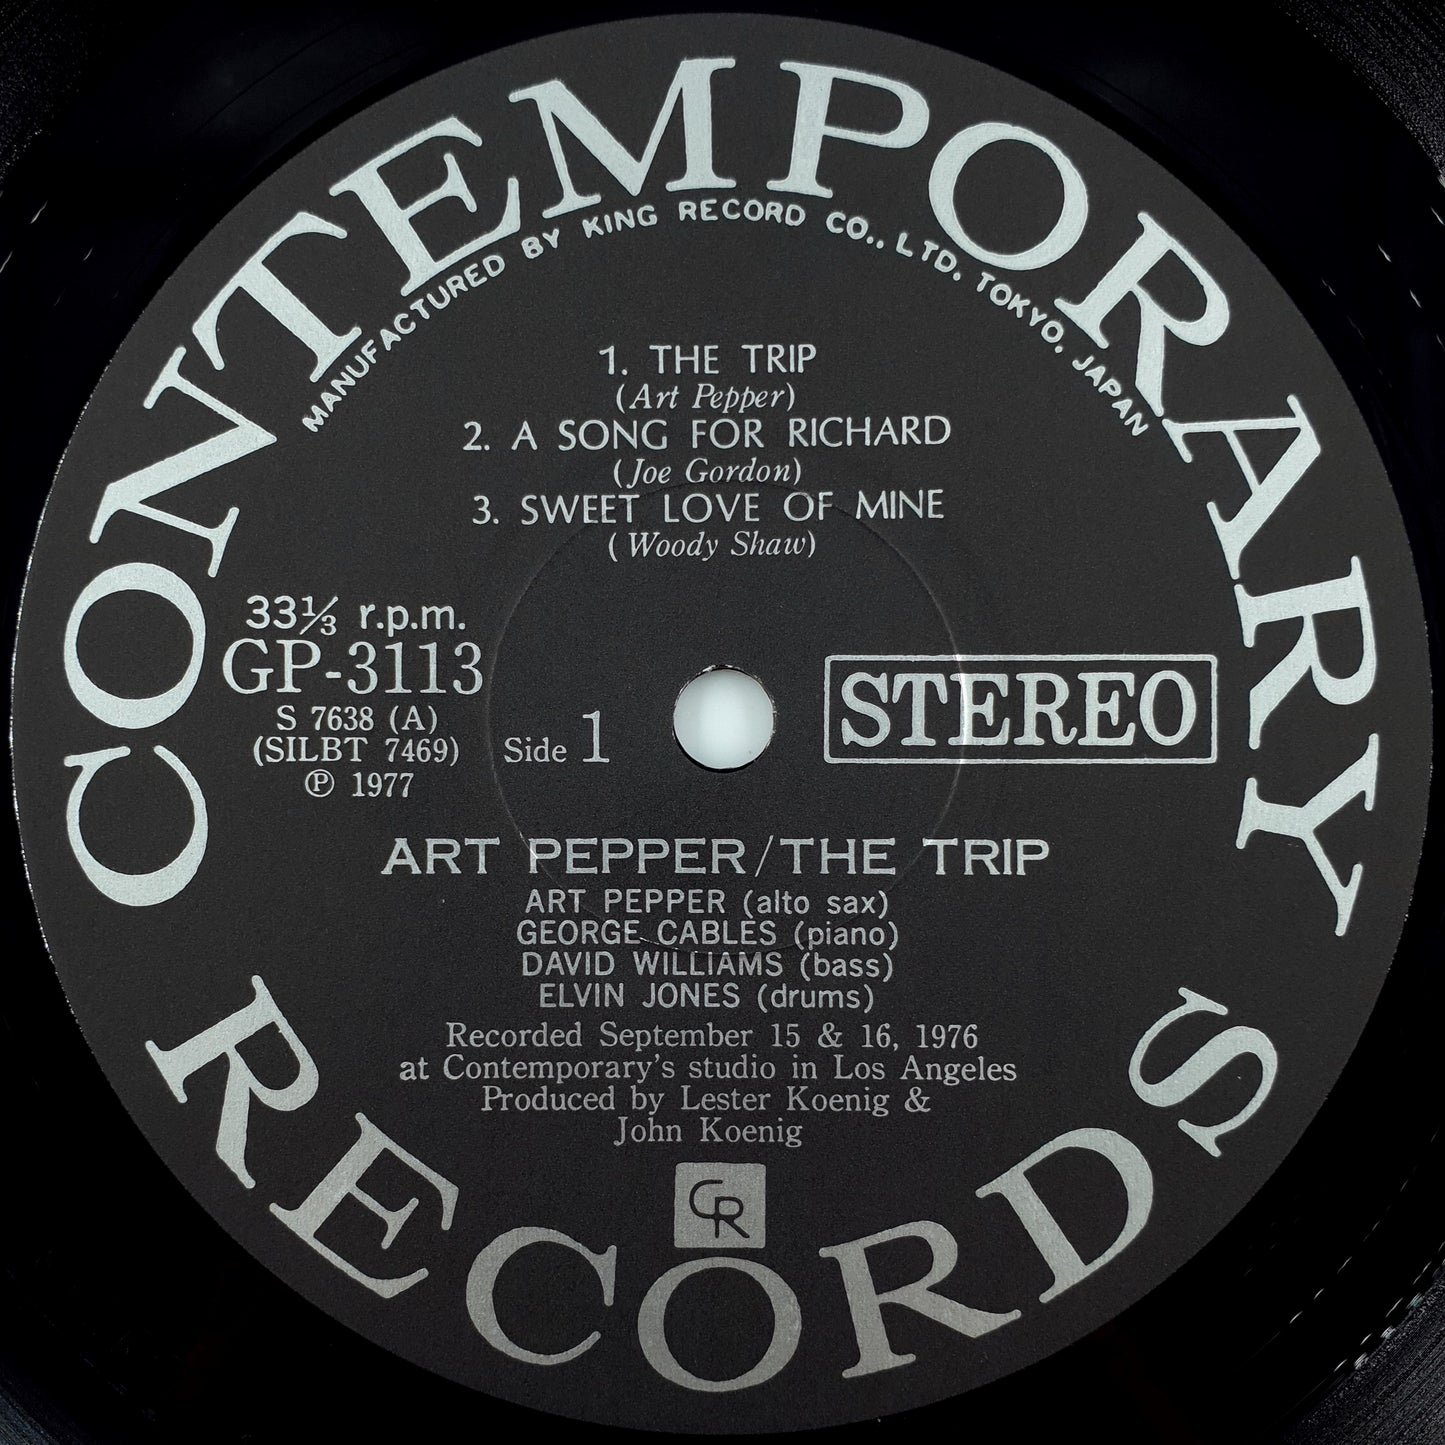 CONTEMPORARY
MANUFACTURED BY KING RECORD CO., LTD. TOKYO, JAPAN
1. THE TRIP
(Art Pepper)
2. A SONG FOR RICHARD
(Joe Gordon)
3. SWEET LOVE OF MINE
(Woody Shaw)
33⅓ r.p.m.
GP-3113
S 7638 (A)
(SILBT 7469)
℗ 1977
Side 1
STEREO
ART PEPPER/THE TRIP
ART PEPPER (alto sax)
GEORGE CABLES (piano)
DAVID WILLIAMS (bass)
ELVIN JONES (drums)
Recorded September 15 & 16, 1976
at Contemporary's studio in Los Angeles
Produced by Lester Koenig &
John Koenig
CR
RECORDS